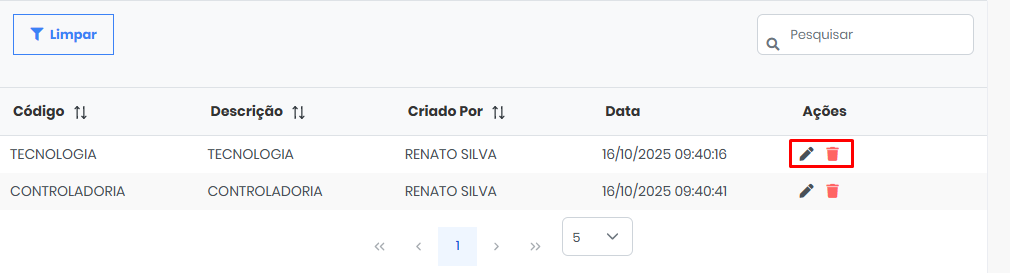 Limpar
Pesquisar
Código Descrição Criado Por Data Ações
TECNOLOGIA TECNOLOGIA RENATO SILVA 16/10/2025 09:40:16
CONTROLADORIA CONTROLADORIA RENATO SILVA 16/10/2025 09:40:41
« ‹ 1 › » 5